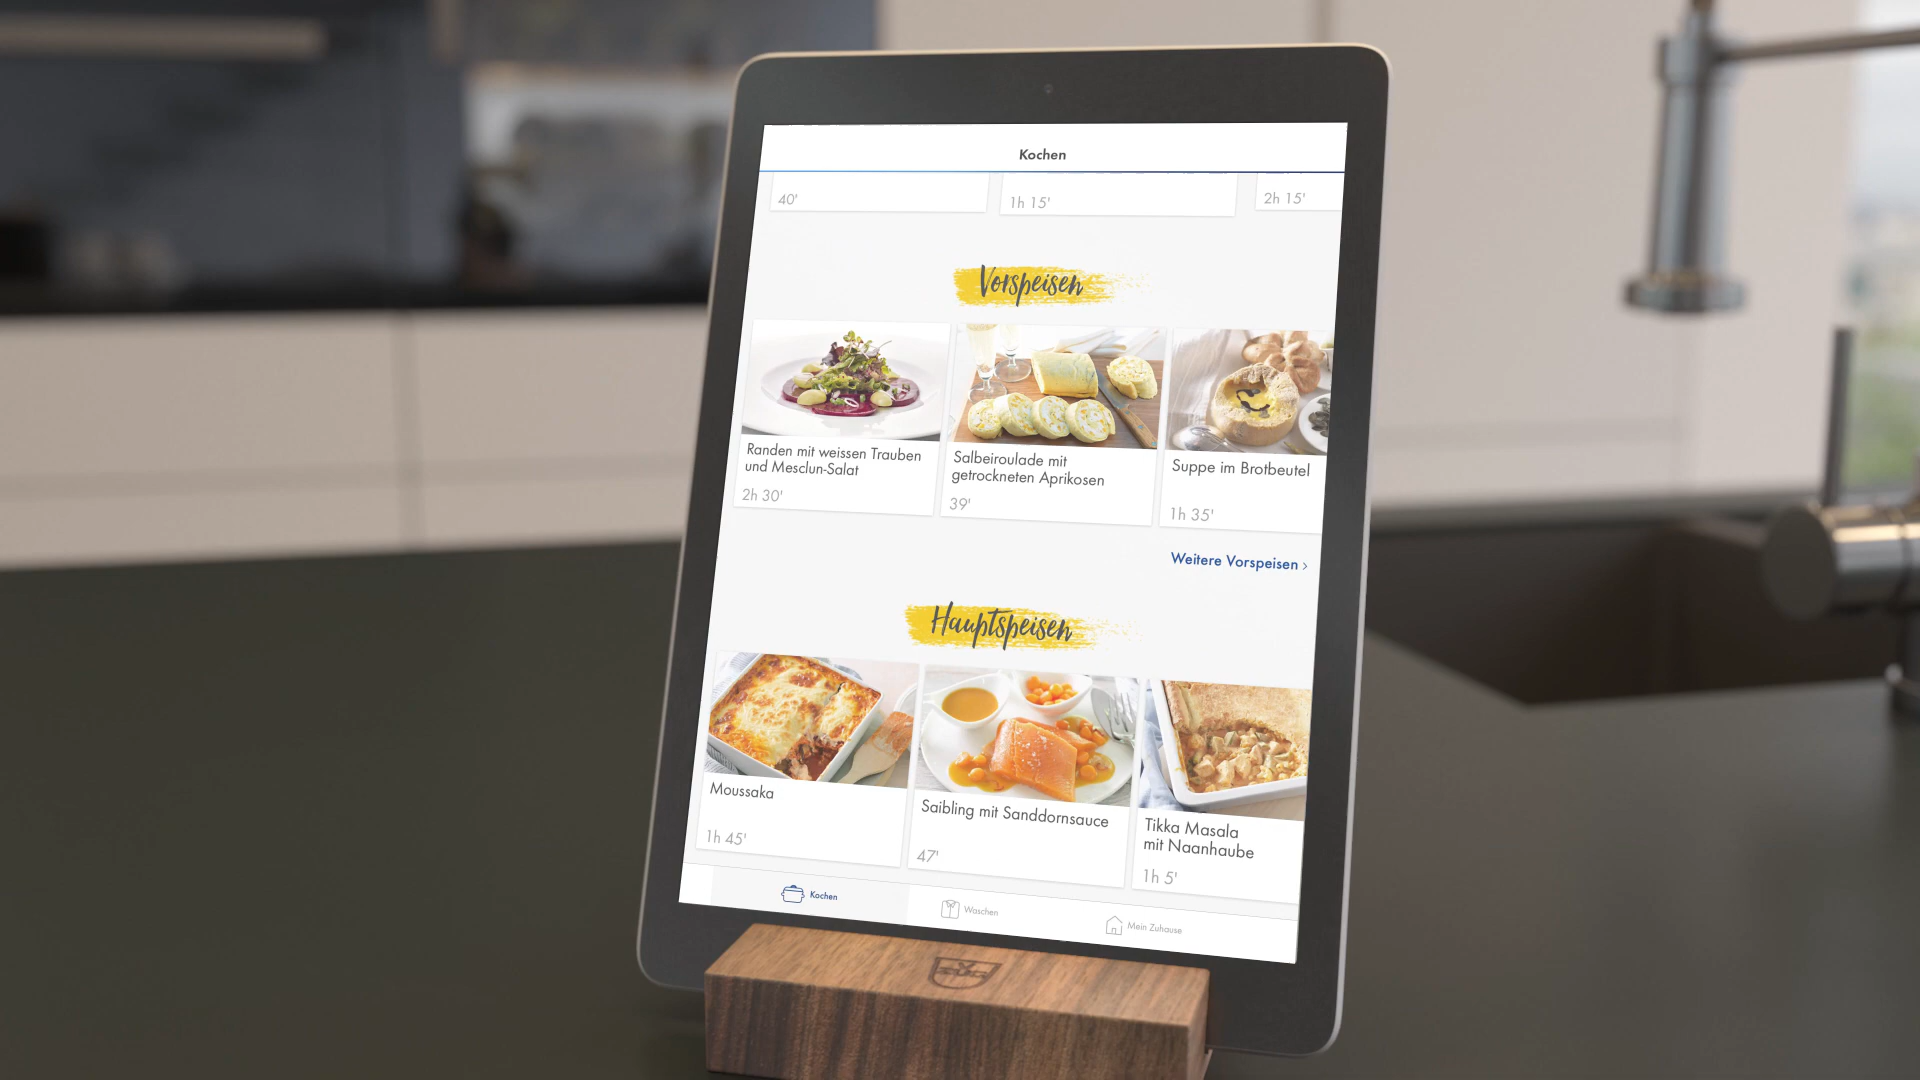 Kochen
40'
1h 15'
2h 15'
Vorspeisen
Randen mit weissen Trauben
und Mesclun-Salat
2h 30'
Salbeiroulade mit
getrockneten Aprikosen
39'
Suppe im Brotbeutel
1h 35'
Weitere Vorspeisen ›
Hauptspeisen
Moussaka
1h 45'
Saibling mit Sanddornsauce
47'
Tikka Masala
mit Naanhaube
1h 5'
Kochen
Waschen
Mein Zuhause
V
ZUG